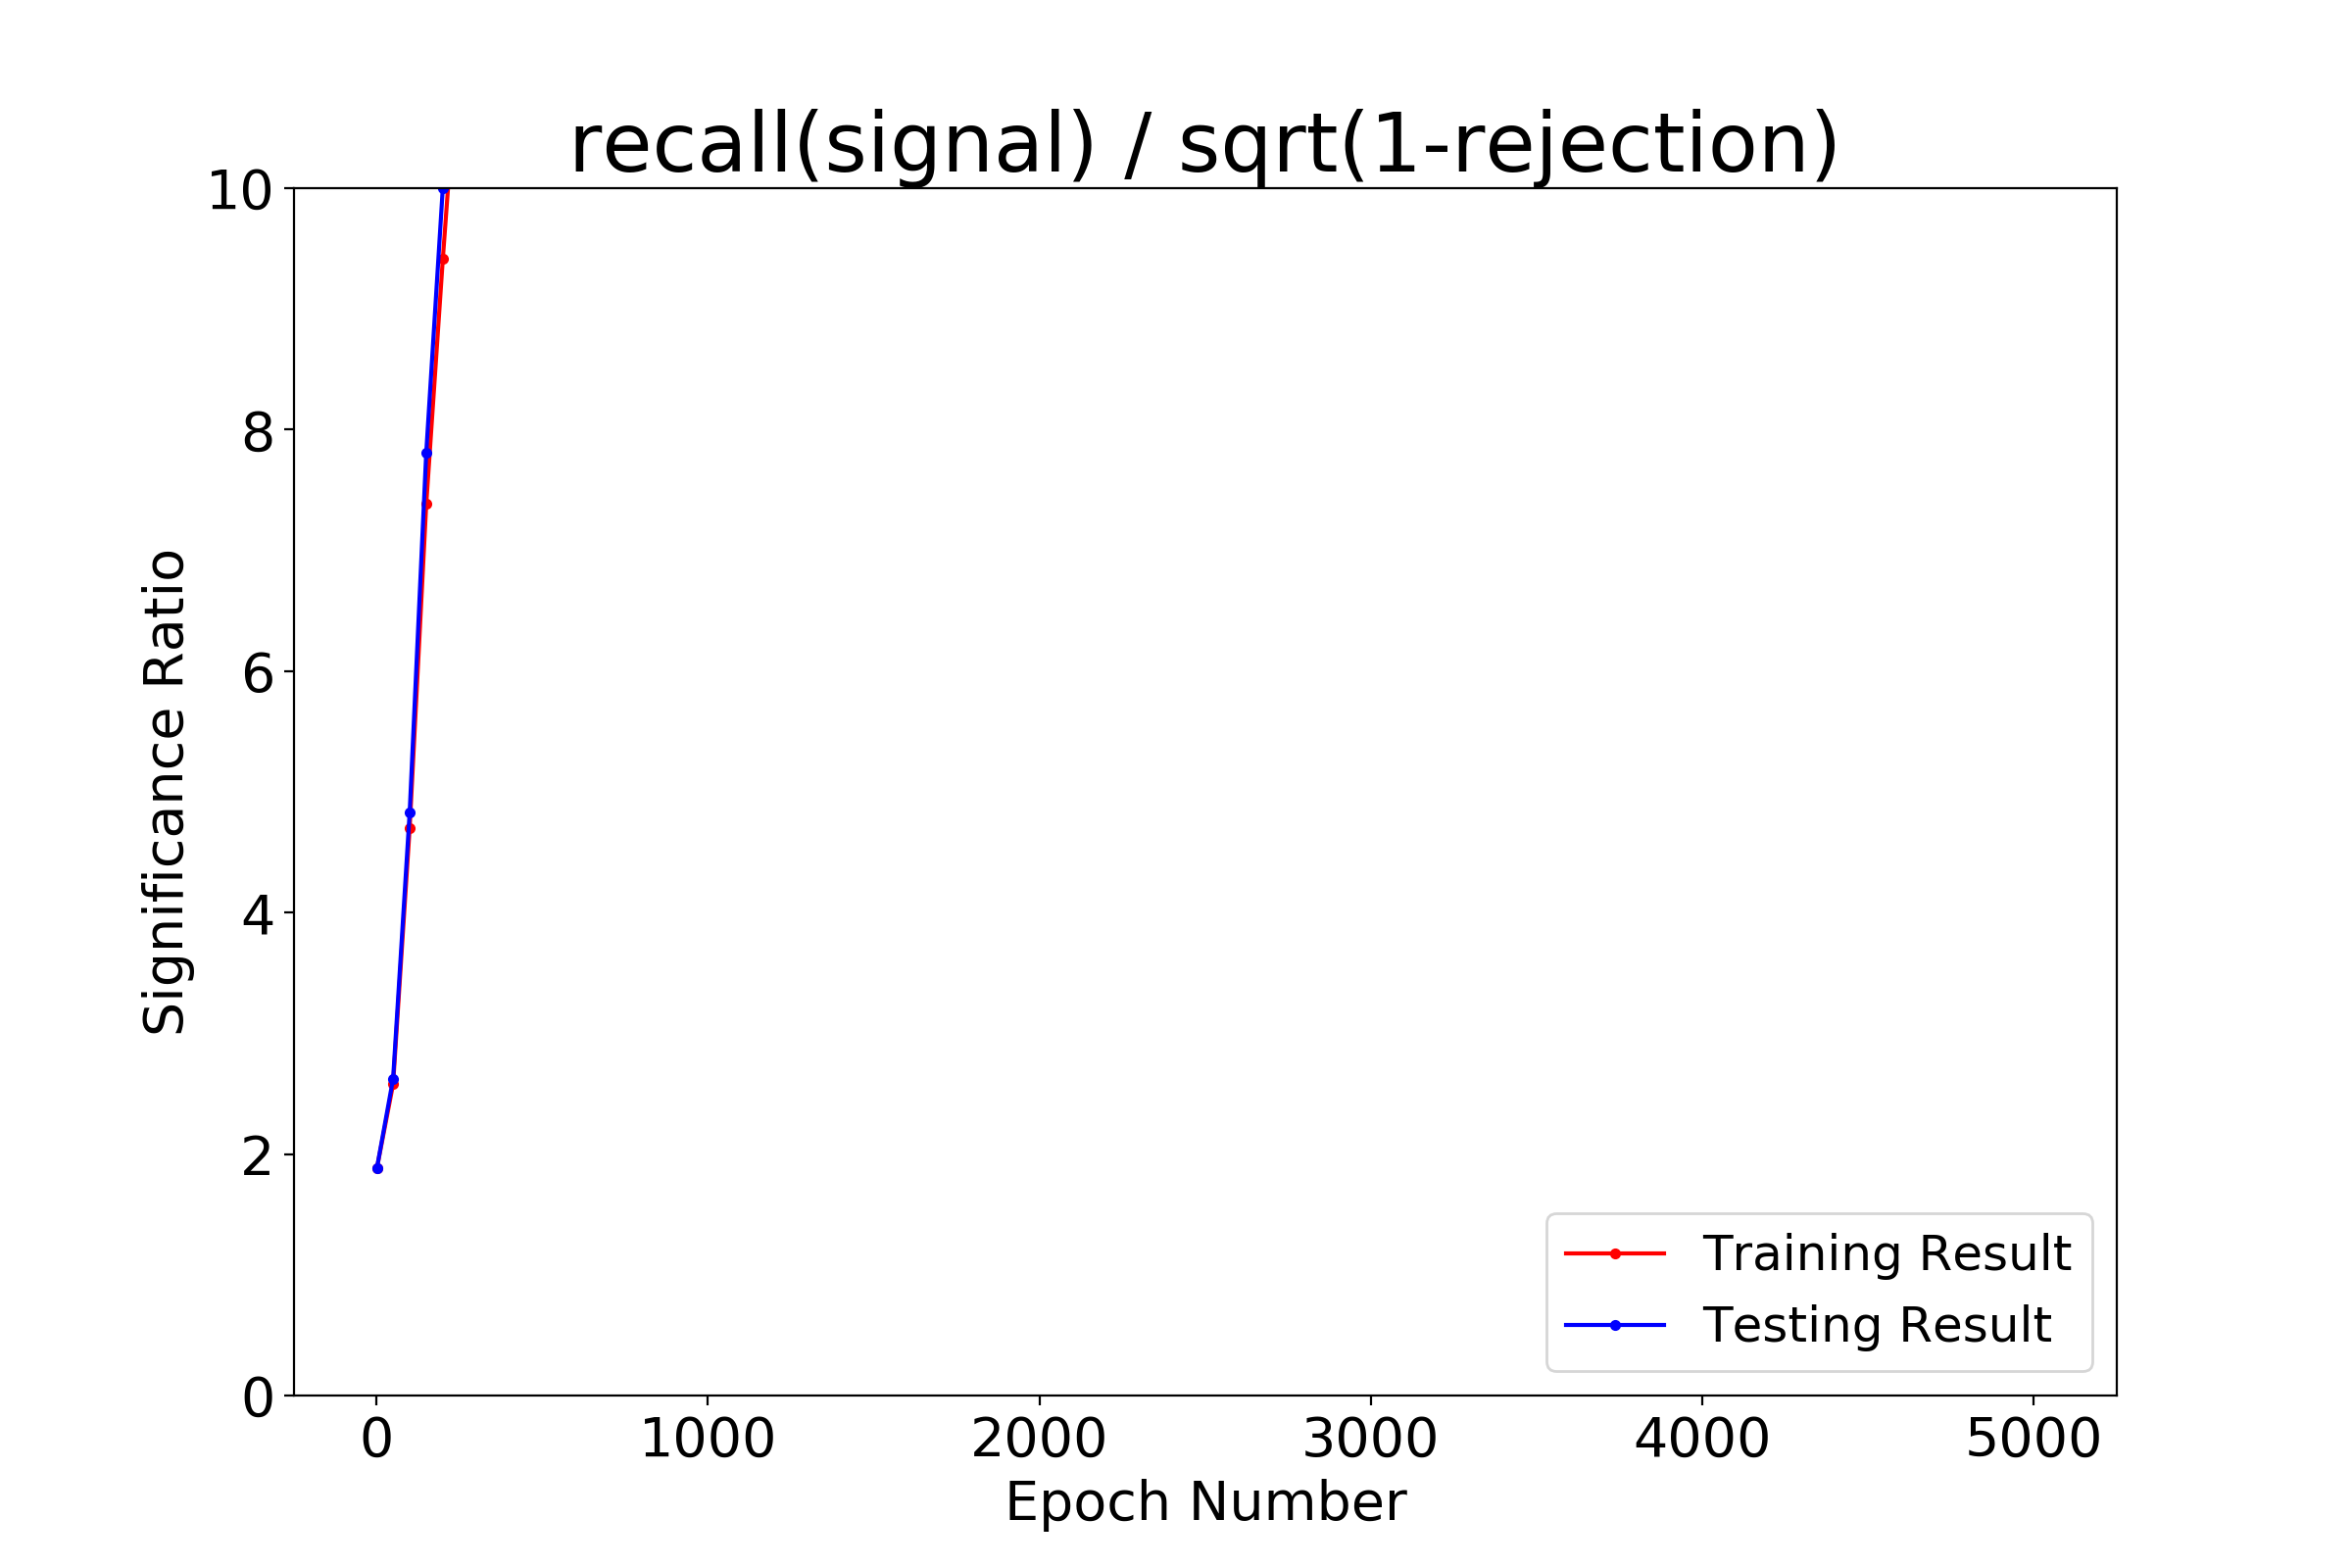 recall(signal) / sqrt(1-rejection)
10
8
6
4
2
0
Significance Ratio
0 1000 2000 3000 4000 5000
Epoch Number
Training Result
Testing Result